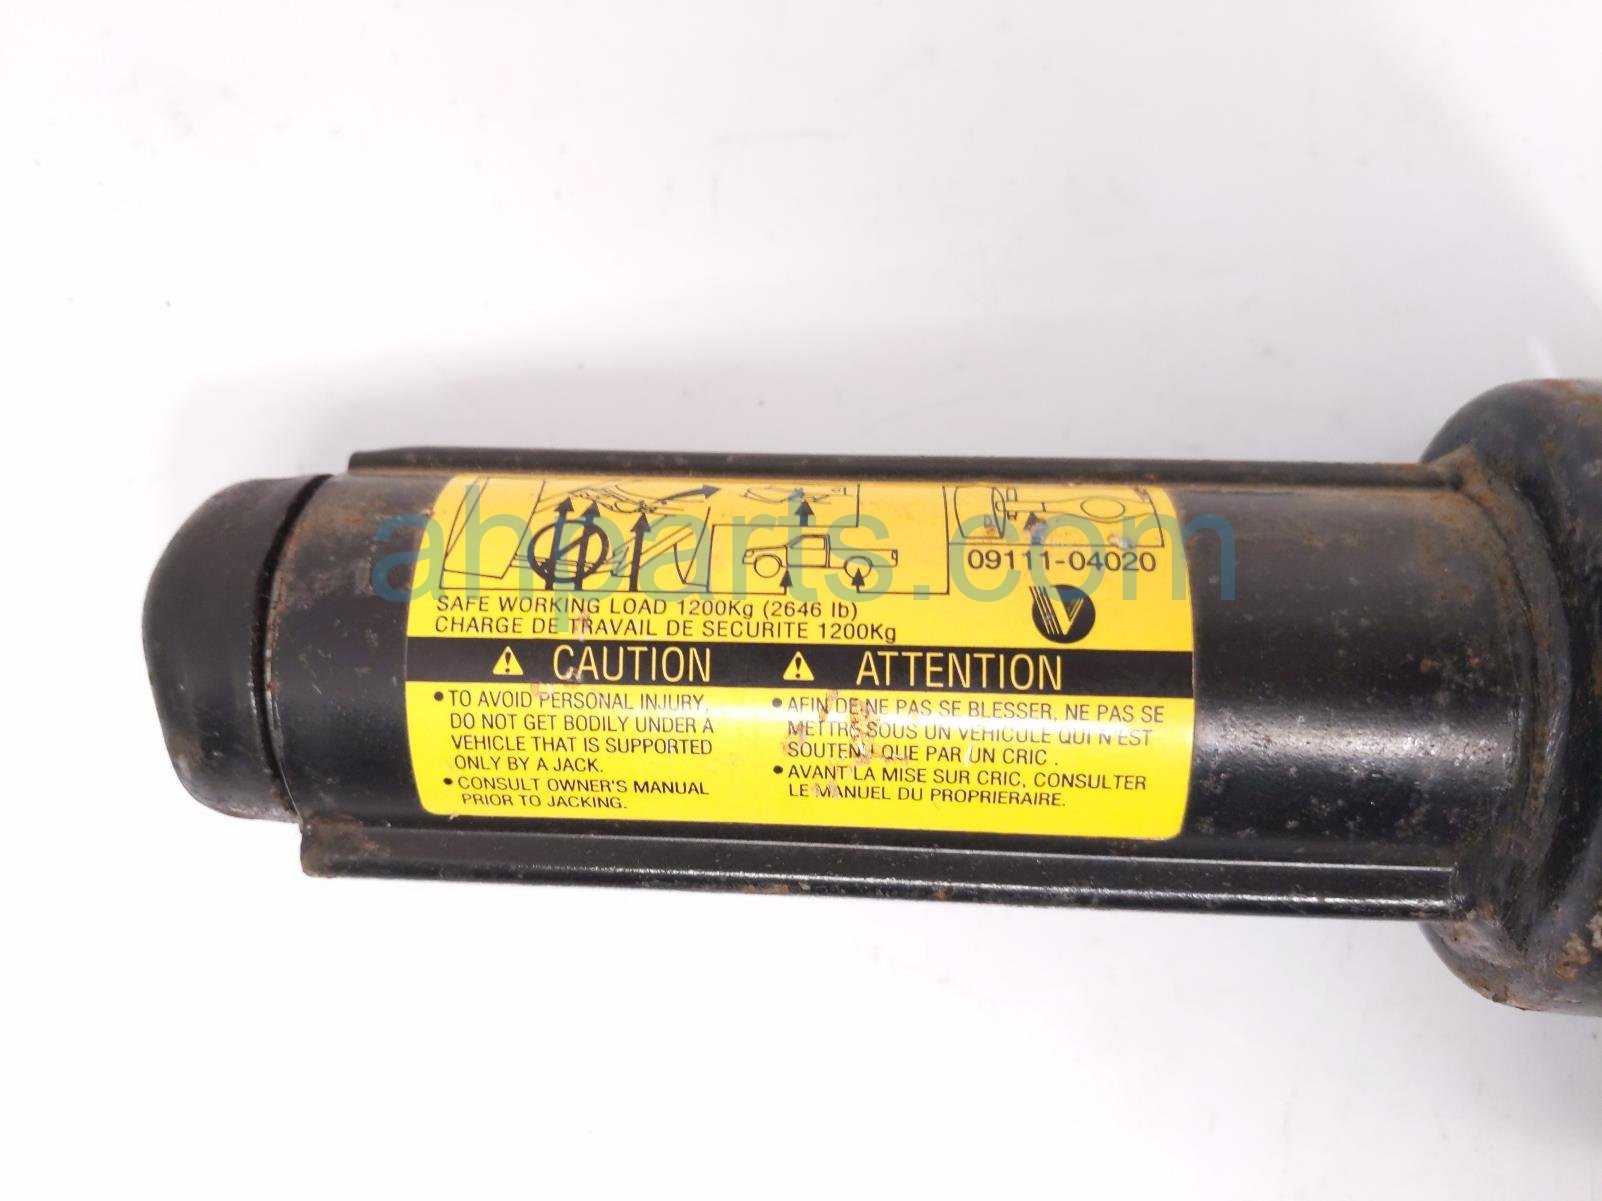 09111-04020
SAFE WORKING LOAD 1200Kg (2646 lb)
CHARGE DE TRAVAIL DE SECURITE 1200Kg
CAUTION
• TO AVOID PERSONAL INJURY,
DO NOT GET BODILY UNDER A
VEHICLE THAT IS SUPPORTED
ONLY BY A JACK.
• CONSULT OWNER'S MANUAL
PRIOR TO JACKING.
ATTENTION
• AFIN DE NE PAS SE BLESSER, NE PAS SE
METTRE SOUS UN VÉHICULE QUI N'EST
SOUTENU QUE PAR UN CRIC .
• AVANT LA MISE SUR CRIC, CONSULTER
LE MANUEL DU PROPRIERAIRE.
ahparts.com